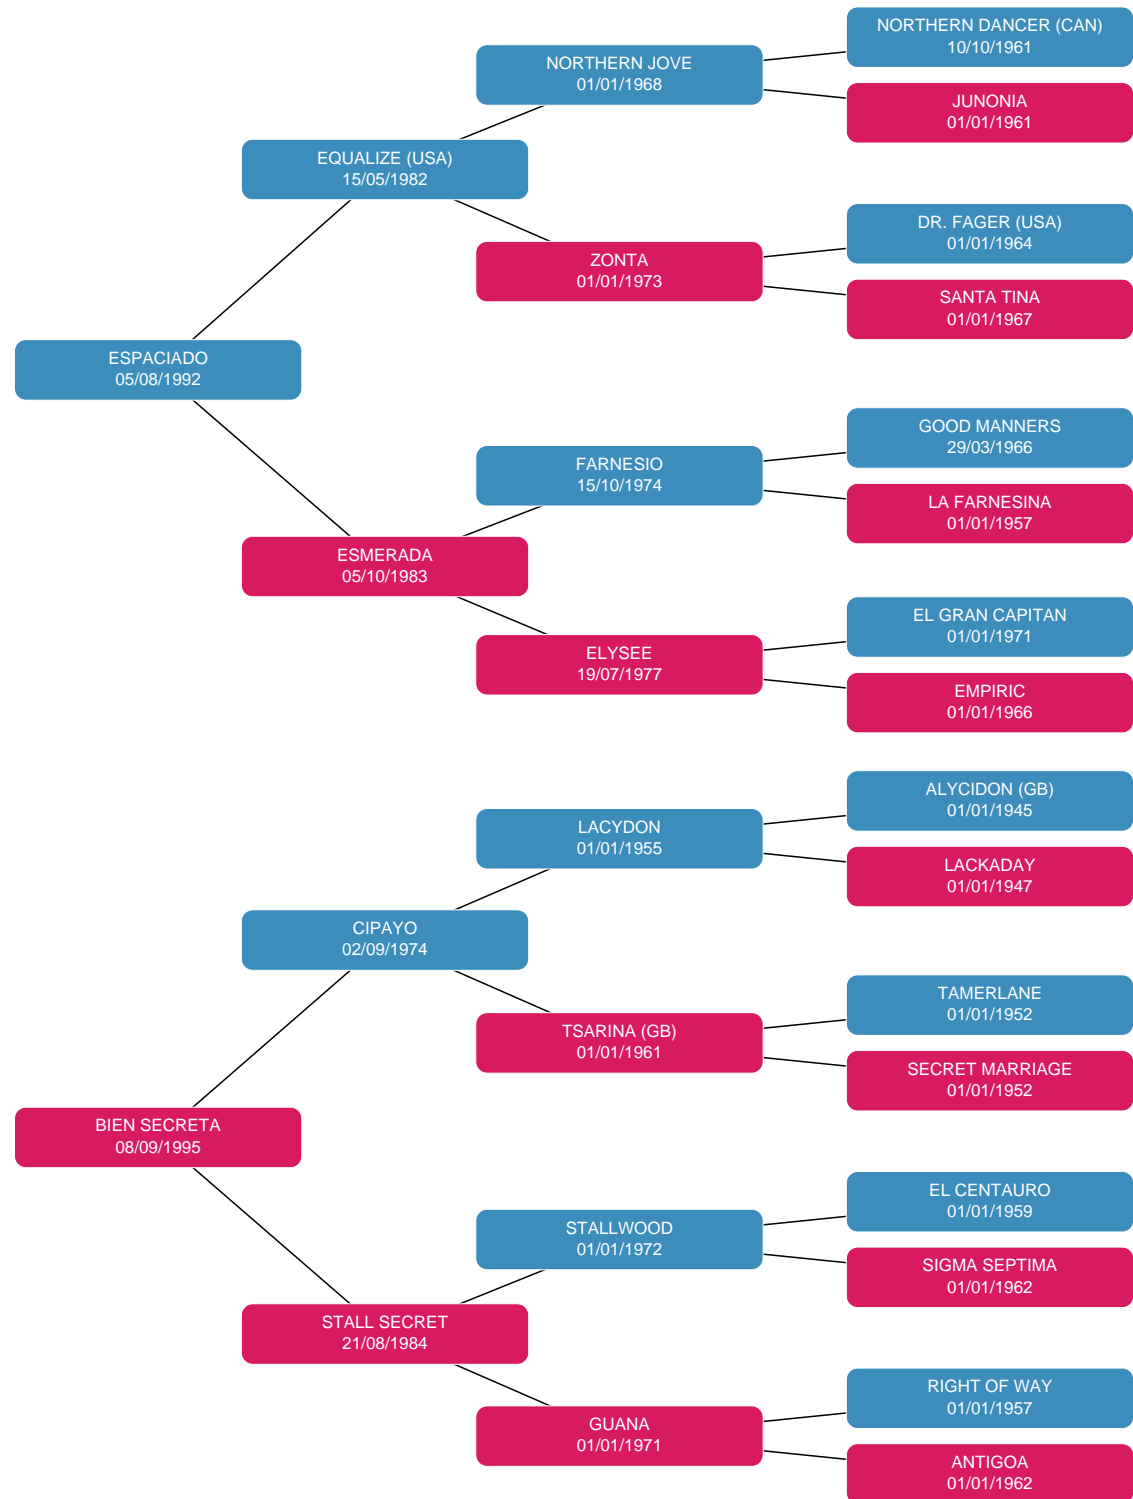 NORTHERN DANCER (CAN)
10/10/1961
NORTHERN JOVE
01/01/1968
JUNONIA
01/01/1961
EQUALIZE (USA)
15/05/1982
DR. FAGER (USA)
01/01/1964
ZONTA
01/01/1973
SANTA TINA
01/01/1967
ESPACIADO
05/08/1992
GOOD MANNERS
29/03/1966
FARNESIO
15/10/1974
LA FARNESINA
01/01/1957
ESMERADA
05/10/1983
EL GRAN CAPITAN
01/01/1971
ELYSEE
19/07/1977
EMPIRIC
01/01/1966
ALYCIDON (GB)
01/01/1945
LACYDON
01/01/1955
LACKADAY
01/01/1947
CIPAYO
02/09/1974
TAMERLANE
01/01/1952
TSARINA (GB)
01/01/1961
SECRET MARRIAGE
01/01/1952
BIEN SECRETA
08/09/1995
EL CENTAURO
01/01/1959
STALLWOOD
01/01/1972
SIGMA SEPTIMA
01/01/1962
STALL SECRET
21/08/1984
RIGHT OF WAY
01/01/1957
GUANA
01/01/1971
ANTIGOA
01/01/1962